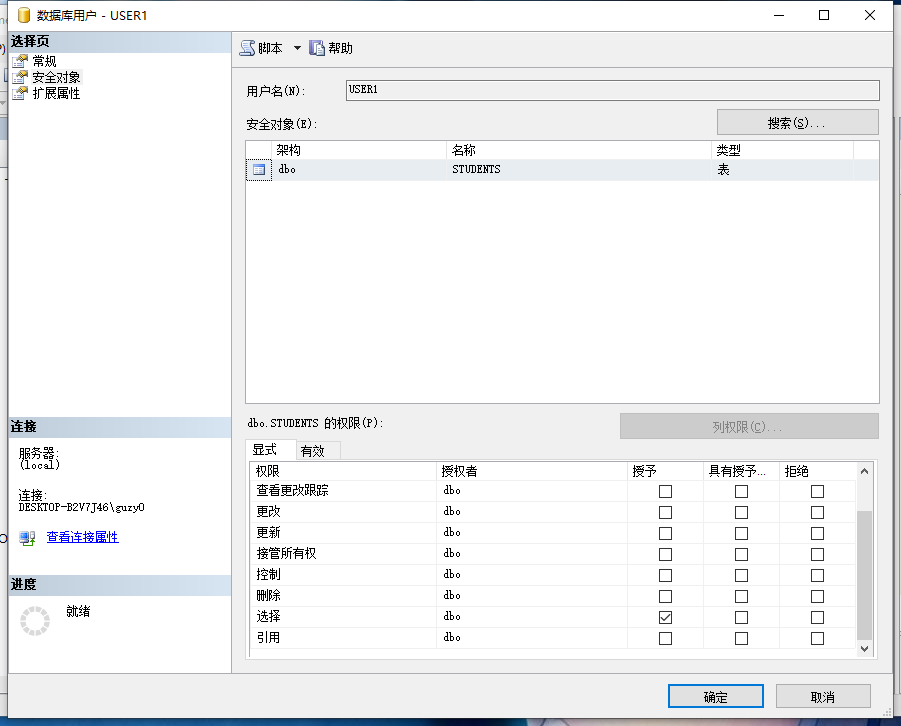 数据库用户 - USER1
选择页
常规
安全对象
扩展属性
脚本 帮助
用户名(N): USER1
安全对象(E): 搜索(S)...
架构 名称 类型
dbo STUDENTS 表
dbo.STUDENTS 的权限(P): 列权限(C)...
显式 有效
权限 授权者 授予 具有授予... 拒绝
查看更改跟踪 dbo
更改 dbo
更新 dbo
接管所有权 dbo
控制 dbo
删除 dbo
选择 dbo
引用 dbo
连接
服务器:
(local)
连接:
DESKTOP-B2V7J46\guzy0
查看连接属性
进度
就绪
确定 取消